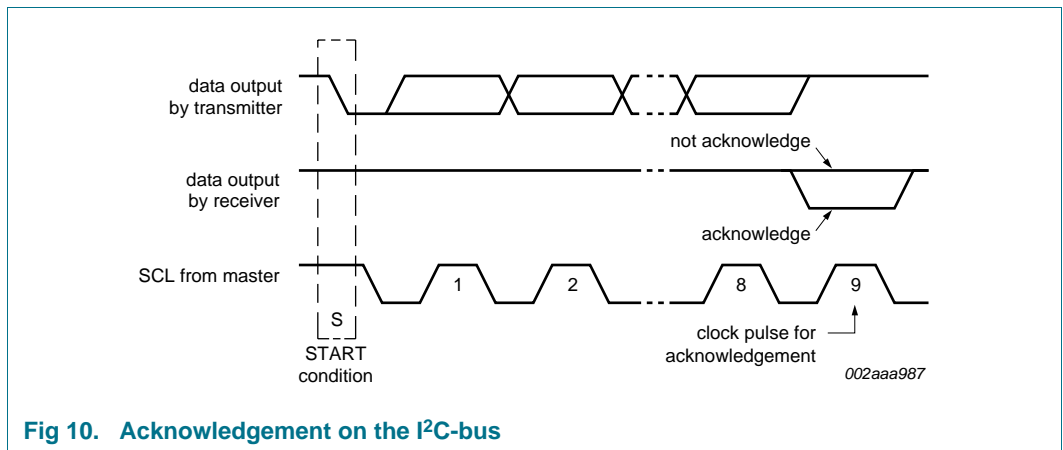 data output
by transmitter
not acknowledge
data output
by receiver
acknowledge
SCL from master
1
2
8
9
S
START
condition
clock pulse for
acknowledgement
002aaa987
Fig 10. Acknowledgement on the I²C-bus